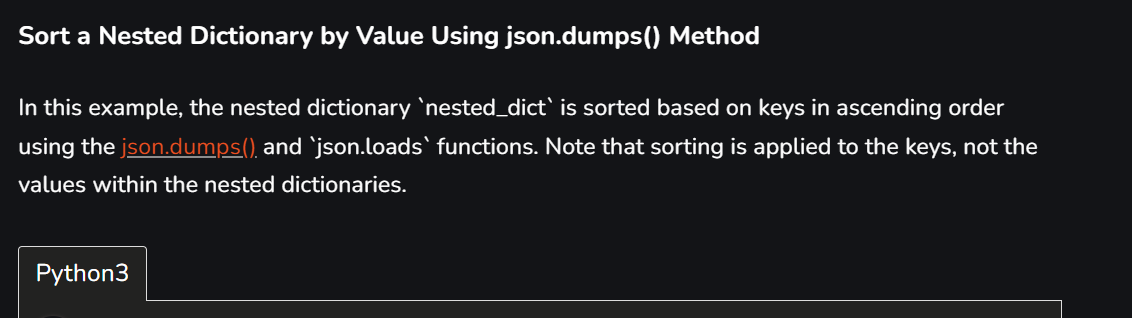 Sort a Nested Dictionary by Value Using json.dumps() Method
In this example, the nested dictionary `nested_dict` is sorted based on keys in ascending order
using the json.dumps() and `json.loads` functions. Note that sorting is applied to the keys, not the
values within the nested dictionaries.
Python3